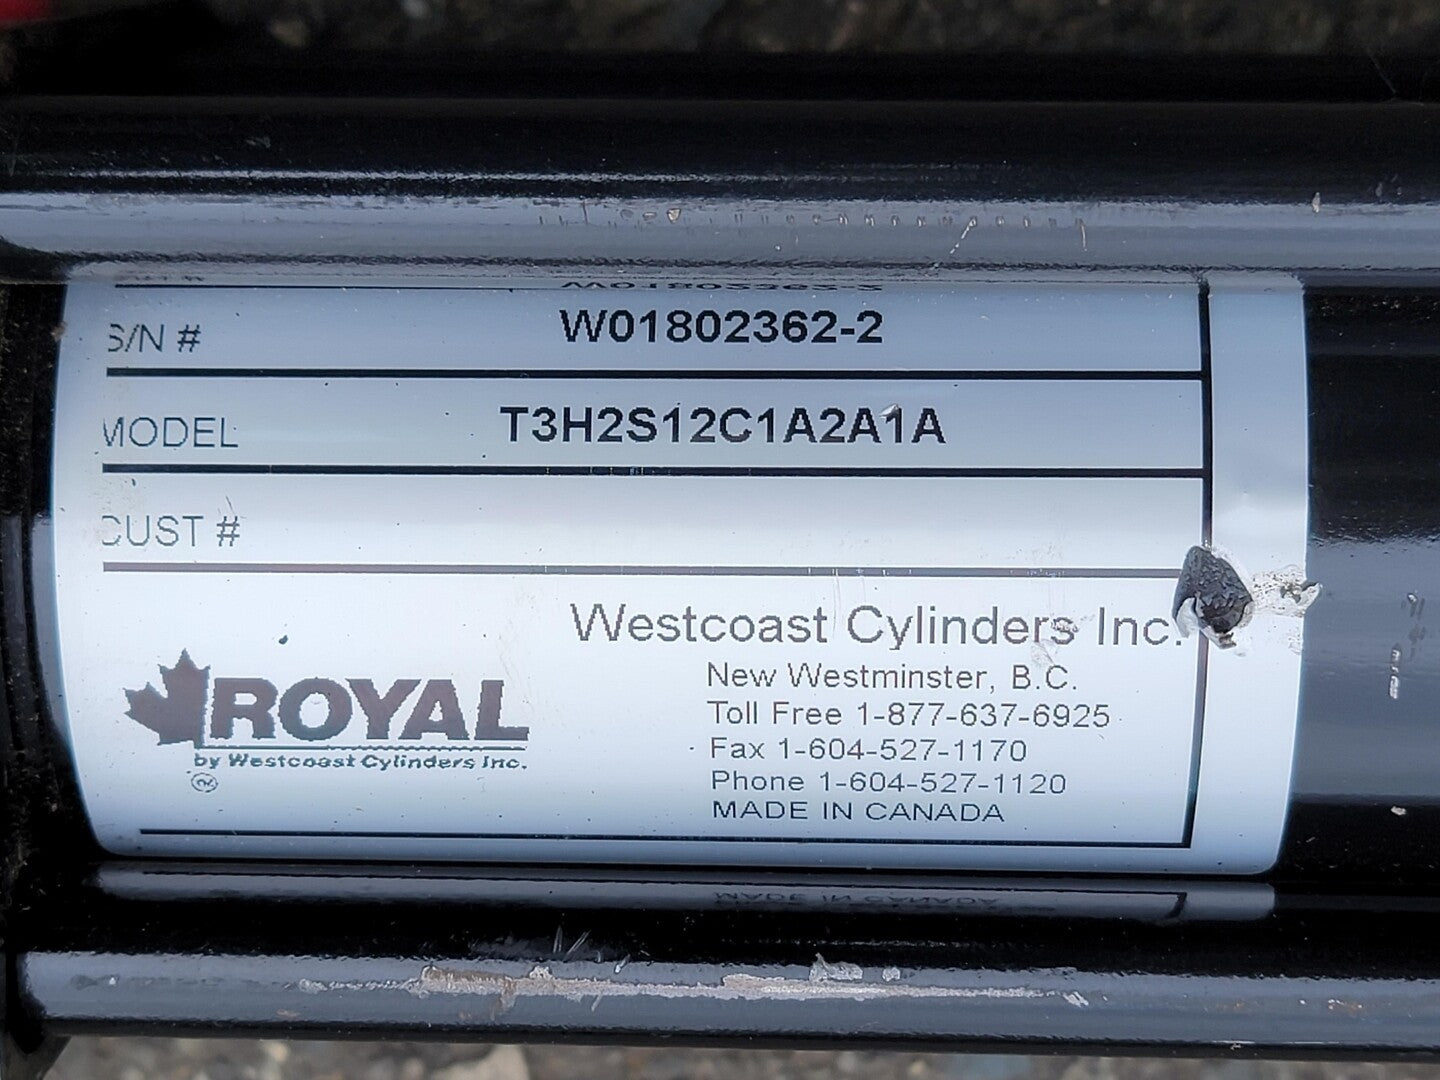 S/N # W01802362-2
MODEL T3H2S12C1A2A1A
CUST #
Westcoast Cylinders Inc.
New Westminster, B.C.
Toll Free 1-877-637-6925
Fax 1-604-527-1170
Phone 1-604-527-1120
MADE IN CANADA
ROYAL
by Westcoast Cylinders Inc.